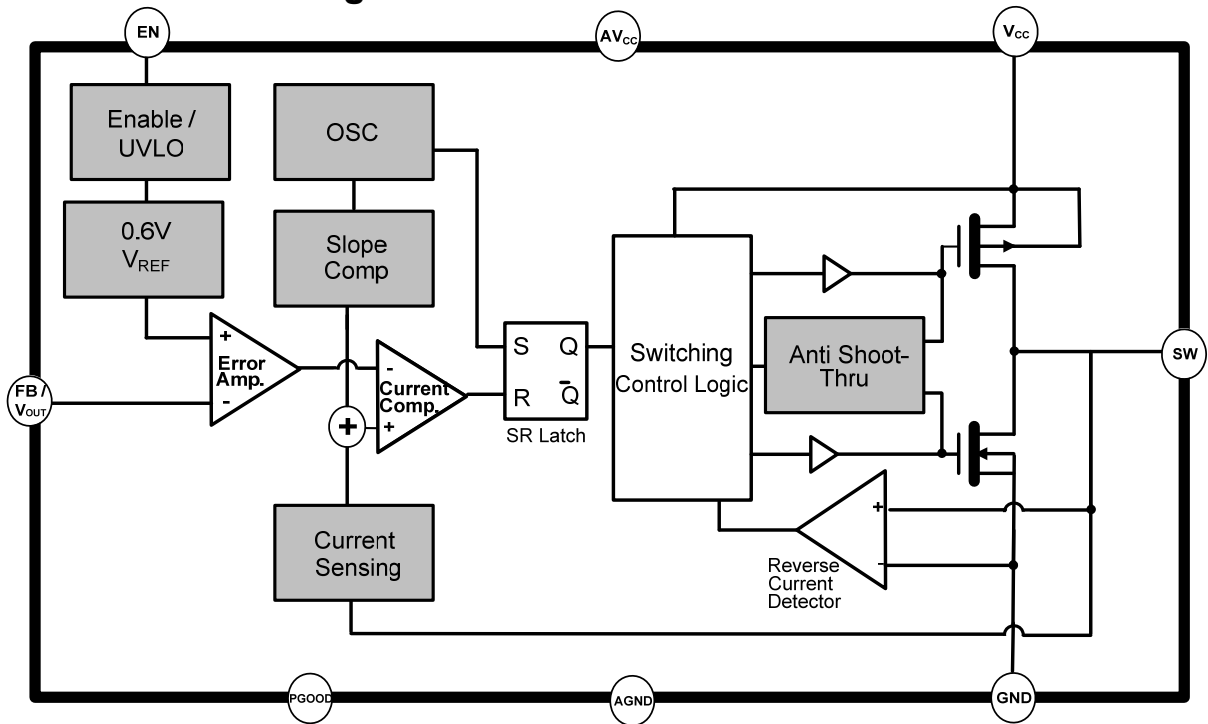 EN
AVCC
VCC
Enable /
UVLO
OSC
0.6V
VREF
Slope
Comp
+
Error
Amp.
-
-
Current
Comp.
+
+
S Q
R Q̅
SR Latch
Switching
Control Logic
Anti Shoot-
Thru
SW
FB /
VOUT
Current
Sensing
+
-
Reverse
Current
Detector
PGOOD
AGND
GND